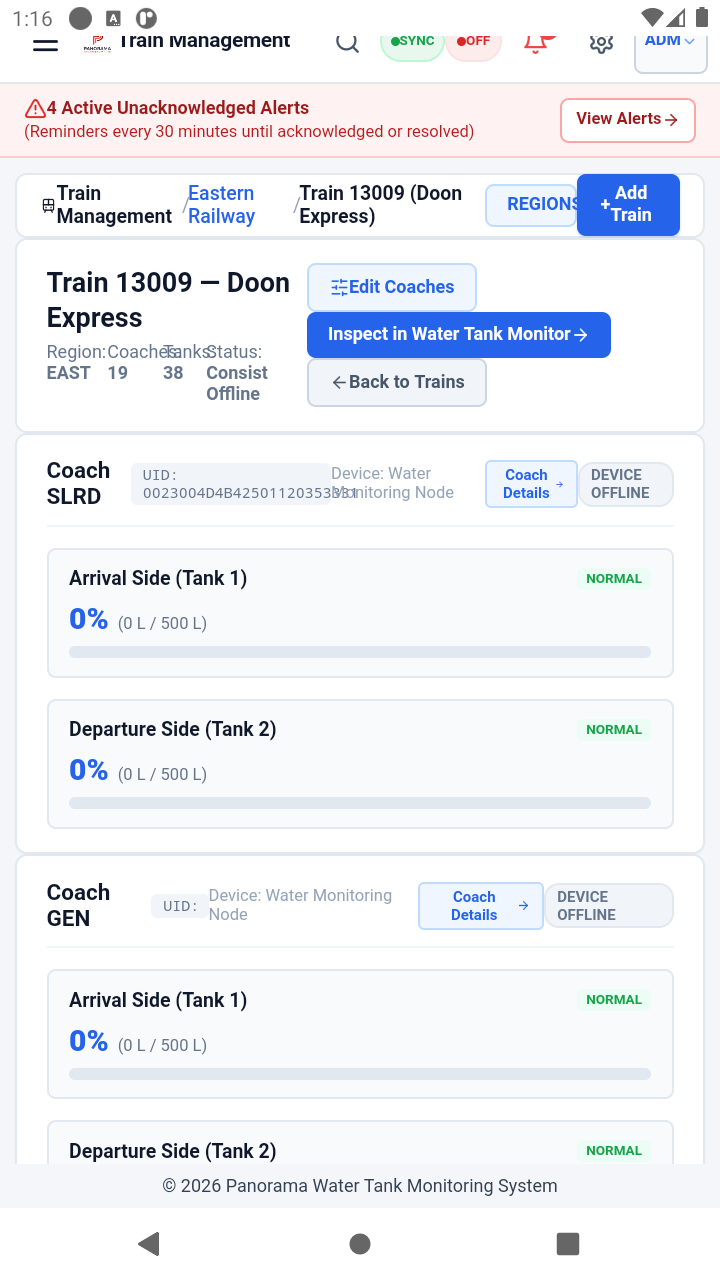 1:16
PANORAMA
Train Management
SYNC
OFF
ADM
4 Active Unacknowledged Alerts
(Reminders every 30 minutes until acknowledged or resolved)
View Alerts
Train Management / Eastern Railway / Train 13009 (Doon Express)
REGIONS
+ Add Train
Train 13009 — Doon Express
Region: EAST
Coaches: 19
Tanks: 38
Status: Consist Offline
Edit Coaches
Inspect in Water Tank Monitor →
← Back to Trains
Coach SLRD
UID:
Device: Water Monitoring Node
Coach Details →
DEVICE OFFLINE
Arrival Side (Tank 1)
NORMAL
0% (0 L / 500 L)
Departure Side (Tank 2)
NORMAL
0% (0 L / 500 L)
Coach GEN
UID:
Device: Water Monitoring Node
Coach Details →
DEVICE OFFLINE
Arrival Side (Tank 1)
NORMAL
0% (0 L / 500 L)
Departure Side (Tank 2)
NORMAL
© 2026 Panorama Water Tank Monitoring System